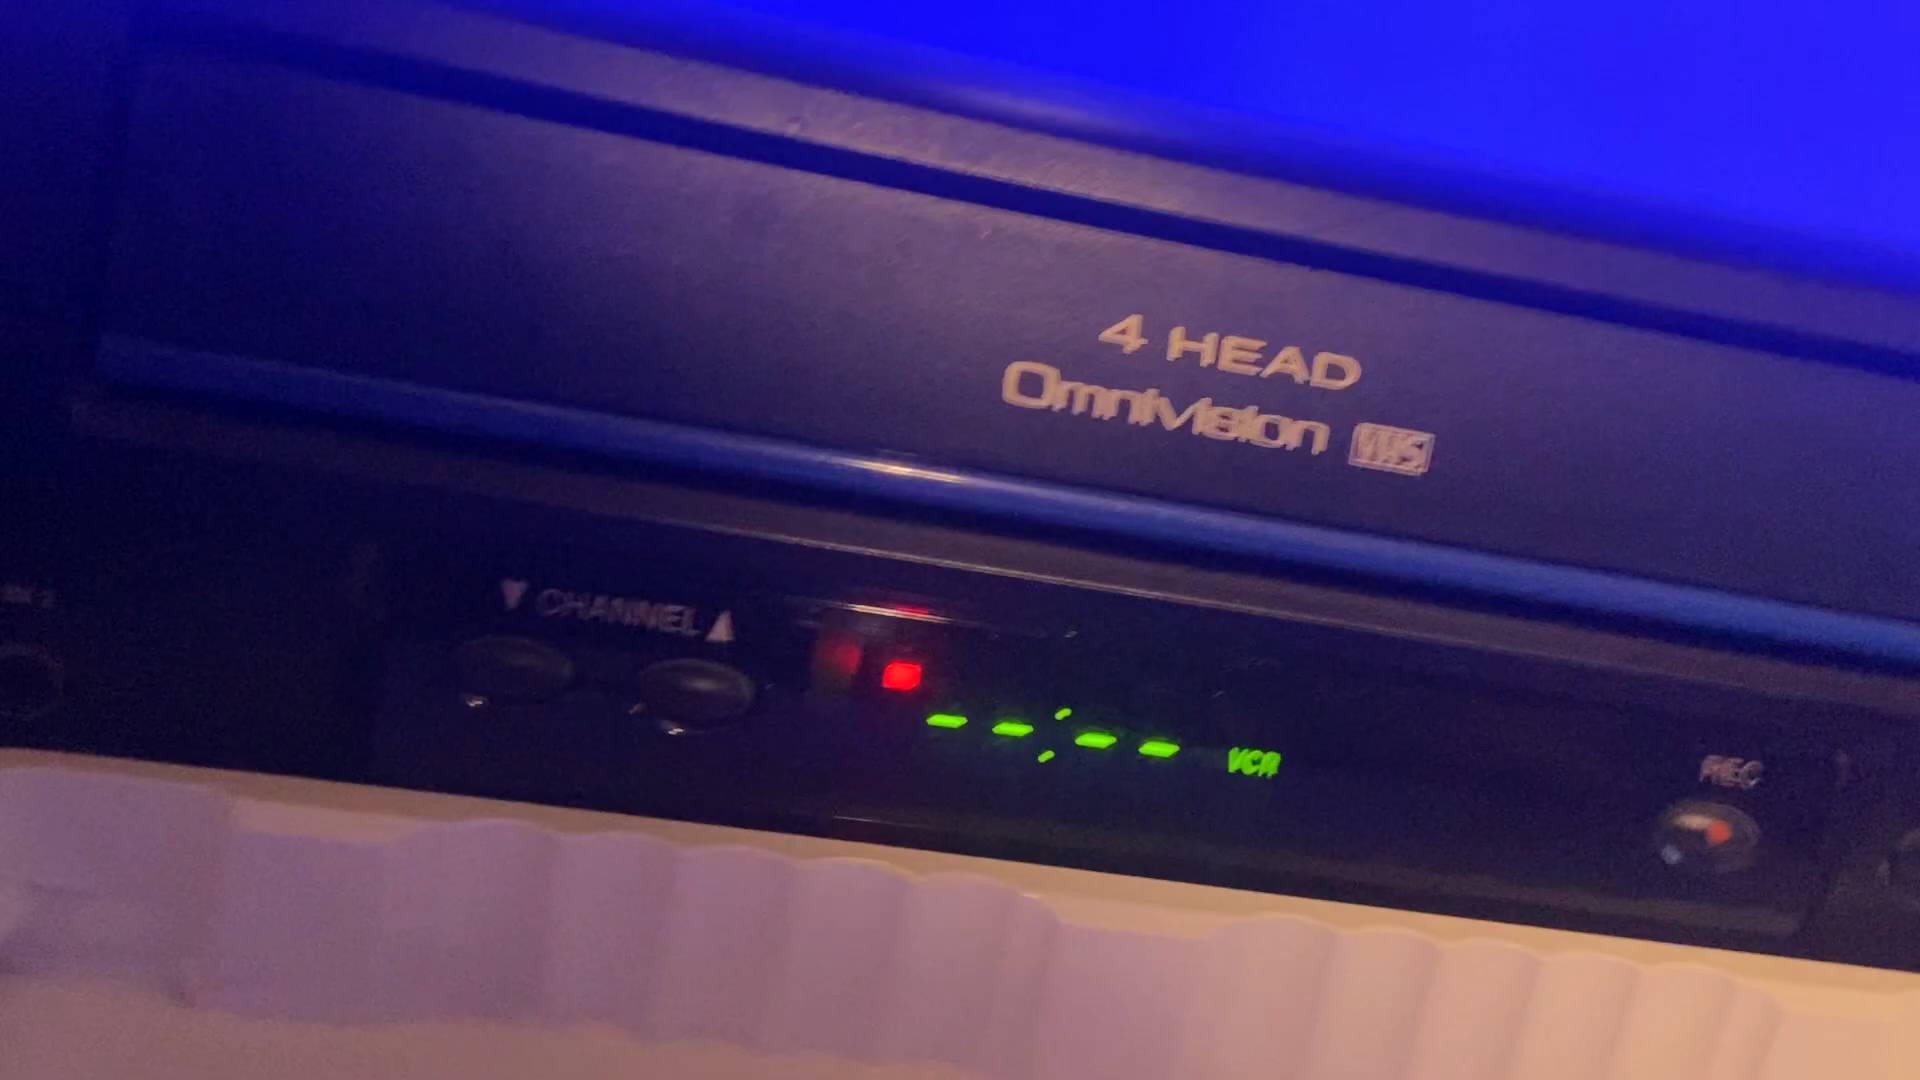 4 HEAD
Omnivision VHS
▼ CHANNEL ▲
--:-- VCR
REC